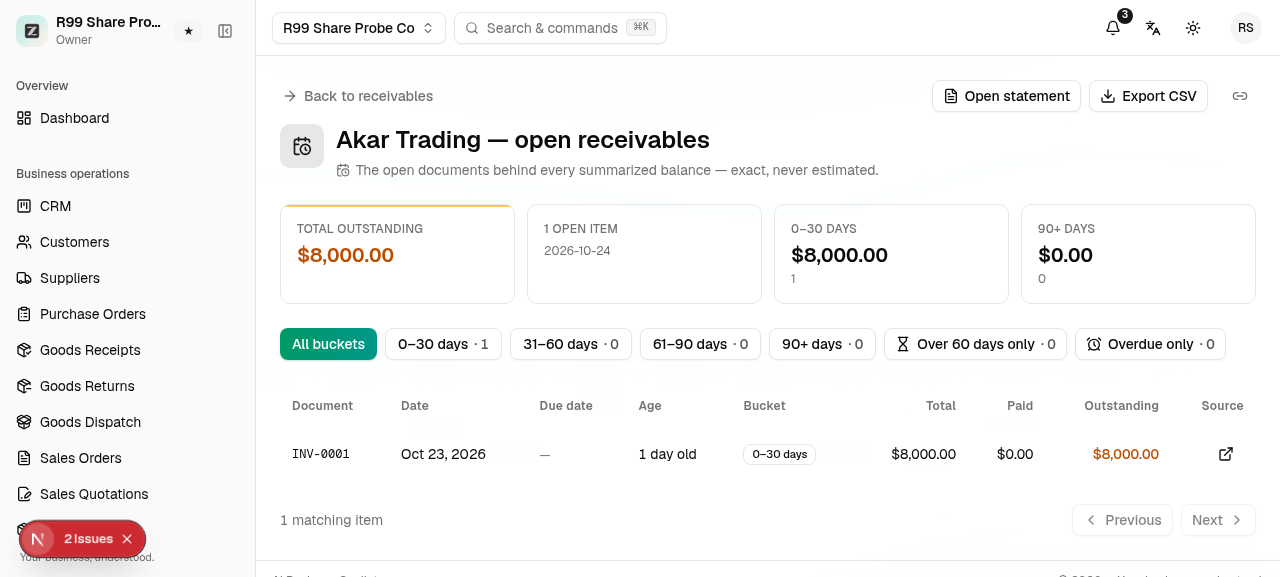 R99 Share Pro...
Owner
R99 Share Probe Co
Search & commands
⌘K
3
RS
Overview
Dashboard
Business operations
CRM
Customers
Suppliers
Purchase Orders
Goods Receipts
Goods Returns
Goods Dispatch
Sales Orders
Sales Quotations
2 Issues
Your business, understood.
Back to receivables
Open statement
Export CSV
Akar Trading — open receivables
The open documents behind every summarized balance — exact, never estimated.
TOTAL OUTSTANDING
$8,000.00
1 OPEN ITEM
2026-10-24
0–30 DAYS
$8,000.00
1
90+ DAYS
$0.00
0
All buckets
0–30 days · 1
31–60 days · 0
61–90 days · 0
90+ days · 0
Over 60 days only · 0
Overdue only · 0
Document Date Due date Age Bucket Total Paid Outstanding Source
INV-0001 Oct 23, 2026 — 1 day old 0–30 days $8,000.00 $0.00 $8,000.00
1 matching item
Previous
Next